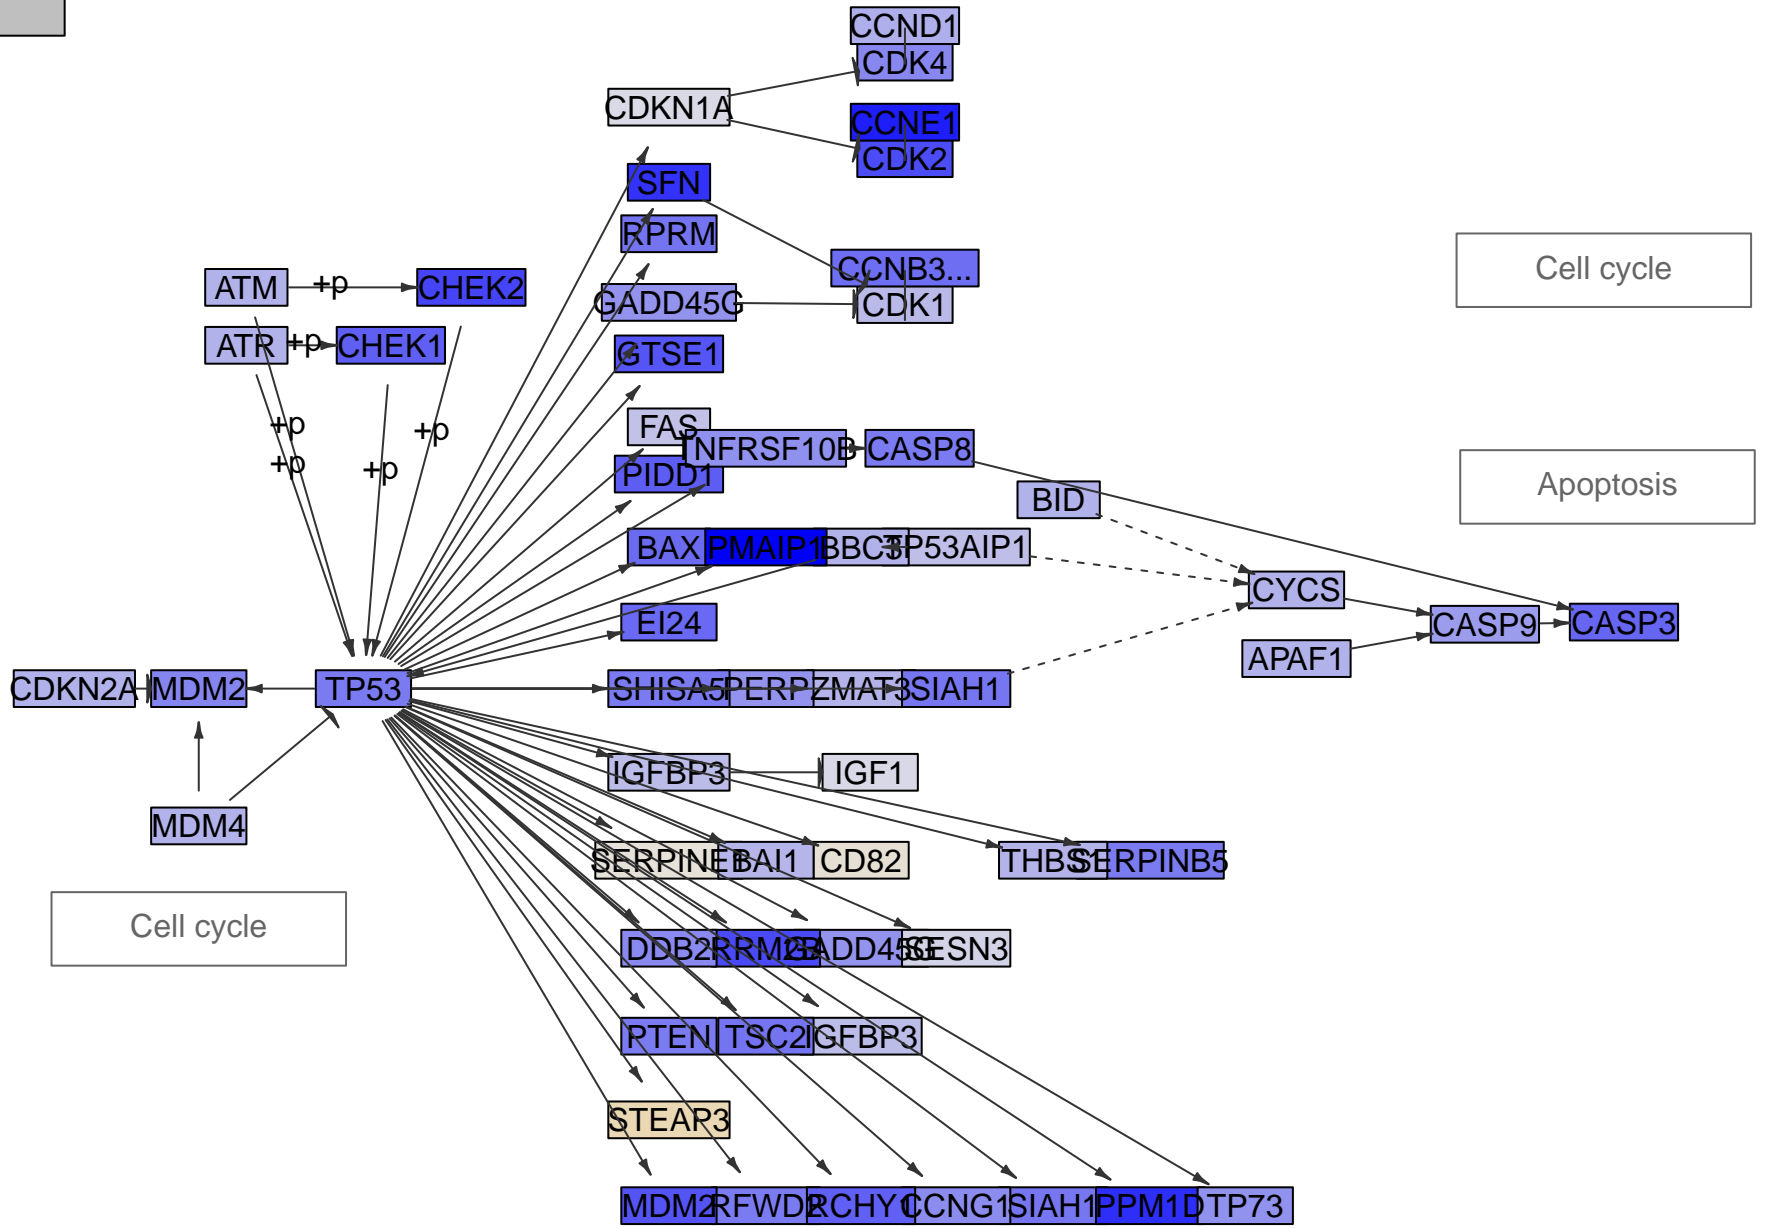 CCND1
CDK4
CDKN1A
CCNE1
CDK2
SFN
RPRM
CCNB3...
Cell cycle
ATM
+p
CHEK2
GADD45G
CDK1
ATR
+p
CHEK1
GTSE1
FAS
+p
+p
TNFRSF10B
CASP8
+p
+p
PIDD1
Apoptosis
BID
BAX
PMAIP1
BBC3
TP53AIP1
CYCS
EI24
CASP9
CASP3
APAF1
CDKN2A
MDM2
TP53
SHISA5
PERP
ZMAT3
SIAH1
IGFBP3
IGF1
MDM4
SERPINE1
BAI1
CD82
THBS1
SERPINB5
Cell cycle
DDB2
RRM2B
GADD45G
SESN3
PTEN
TSC2
IGFBP3
STEAP3
MDM2
RFWD2
RCHY1
CCNG1
SIAH1
PPM1D
TP73